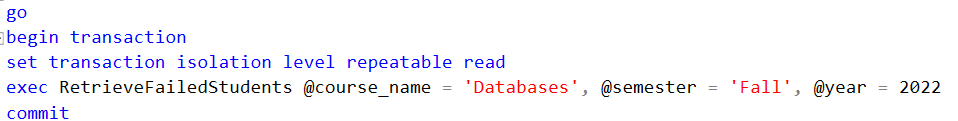 go
begin transaction
set transaction isolation level repeatable read
exec RetrieveFailedStudents @course_name = 'Databases', @semester = 'Fall', @year = 2022
commit